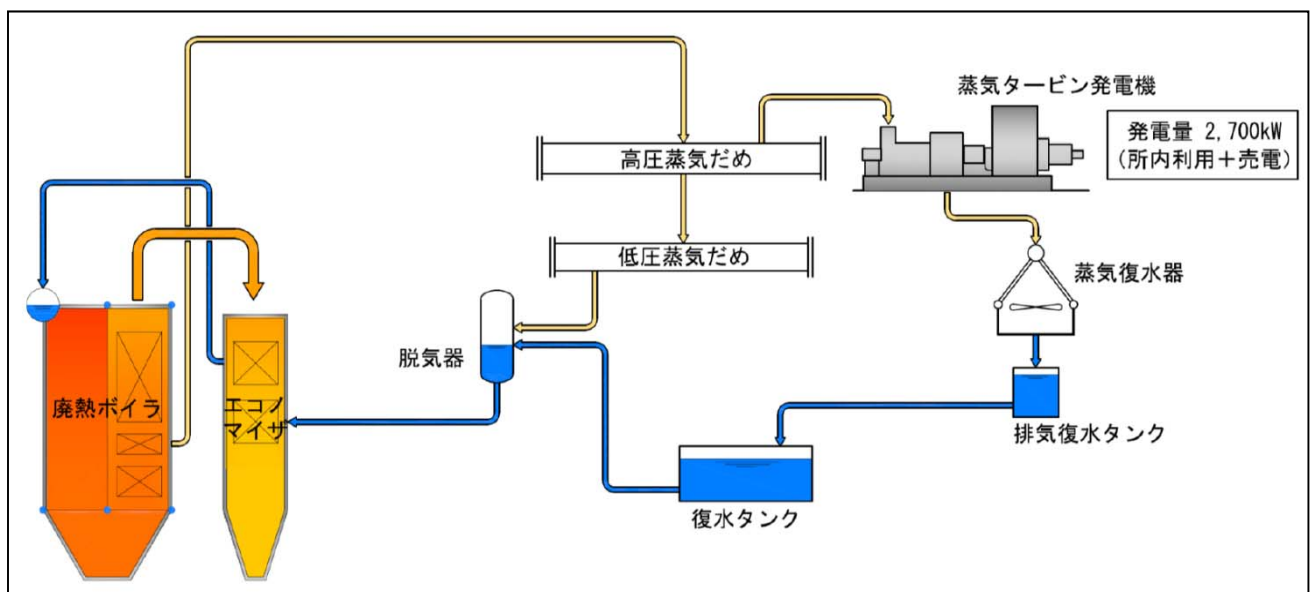 蒸気タービン発電機
発電量 2,700kW
(所内利用+売電)
高圧蒸気だめ
低圧蒸気だめ
蒸気復水器
脱気器
廃熱ボイラ
エコノ
マイザ
排気復水タンク
復水タンク